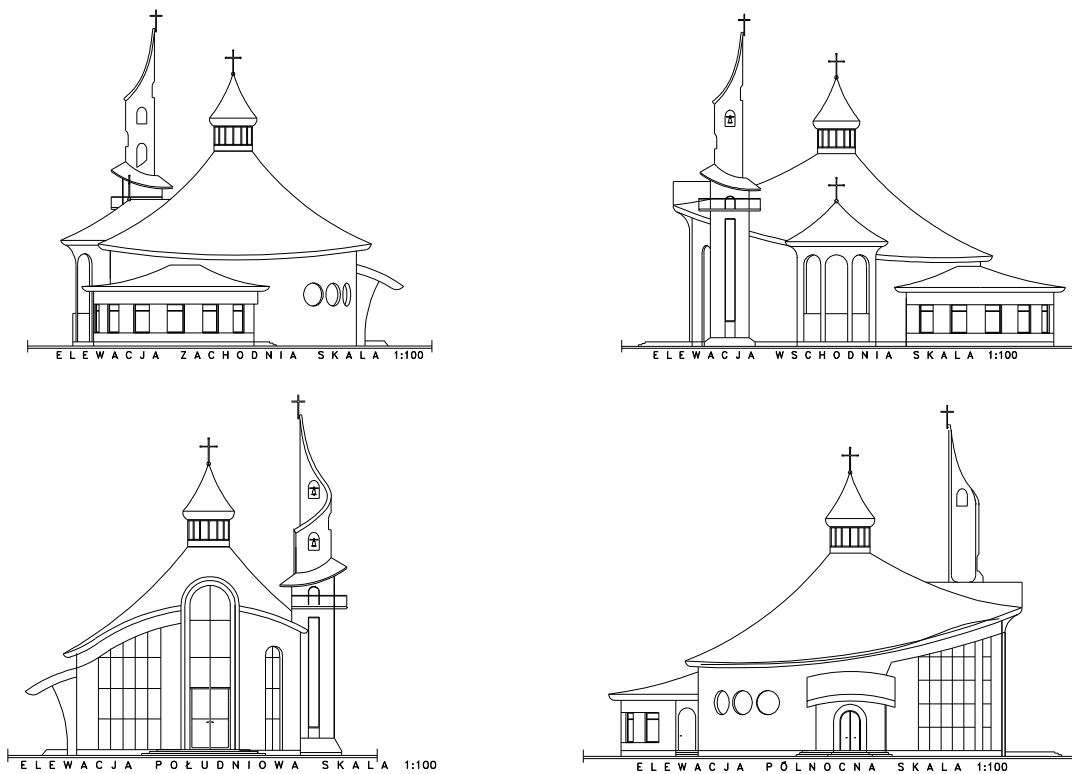 ELEWACJA ZACHODNIA SKALA 1:100
ELEWACJA WSCHODNIA SKALA 1:100
ELEWACJA POŁUDNIOWA SKALA 1:100
ELEWACJA PÓLNOCNA SKALA 1:100